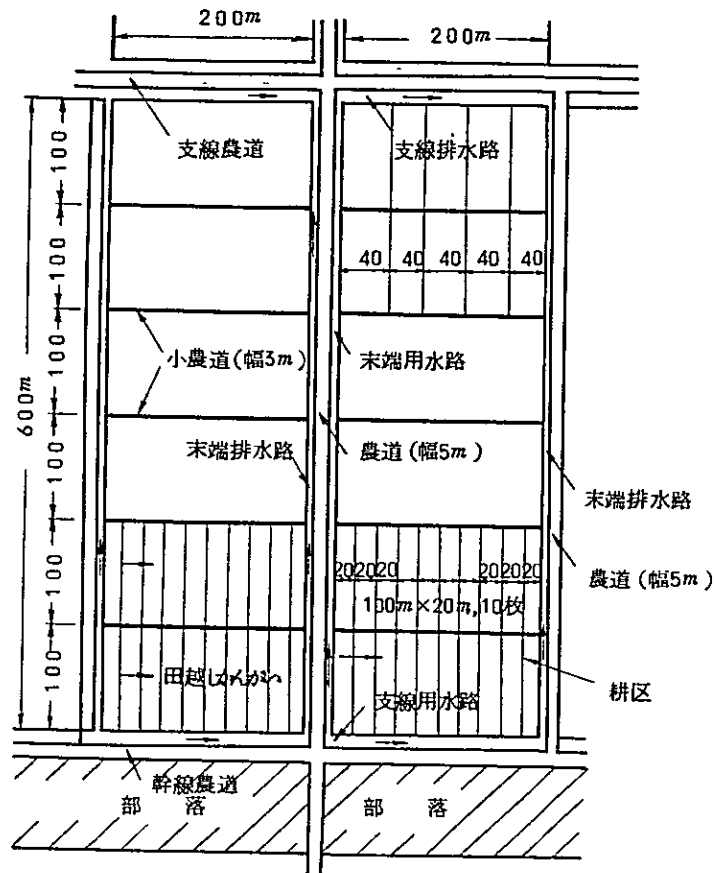 200m
200m
支線農道
支線排水路
100
100
100
100
100
100
600m
40 40 40 40 40
小農道(幅3m)
末端用水路
末端排水路
農道(幅5m)
末端排水路
農道(幅5m)
202020
202020
100m×20m,10枚
田越しかんがい
支線用水路
耕区
幹線農道
部 落
部 落